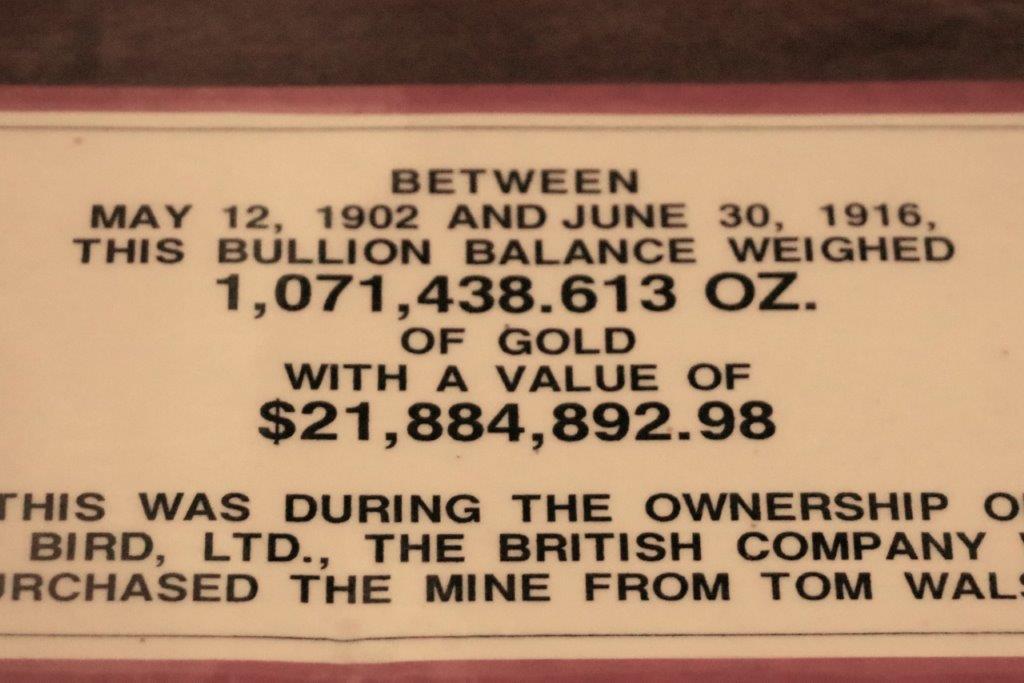 BETWEEN
MAY 12, 1902 AND JUNE 30, 1916,
THIS BULLION BALANCE WEIGHED
1,071,438.613 OZ.
OF GOLD
WITH A VALUE OF
$21,884,892.98
THIS WAS DURING THE OWNERSHIP
BIRD, LTD., THE BRITISH COMPANY
THE MINE FROM TOM